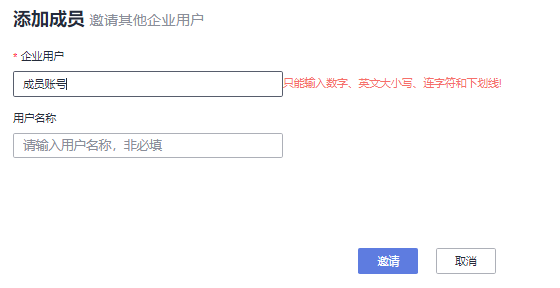 添加成员 邀请其他企业用户
* 企业用户
成员账号 只能输入数字、英文大小写、连字符和下划线!
用户名称
请输入用户名称，非必填
邀请 取消